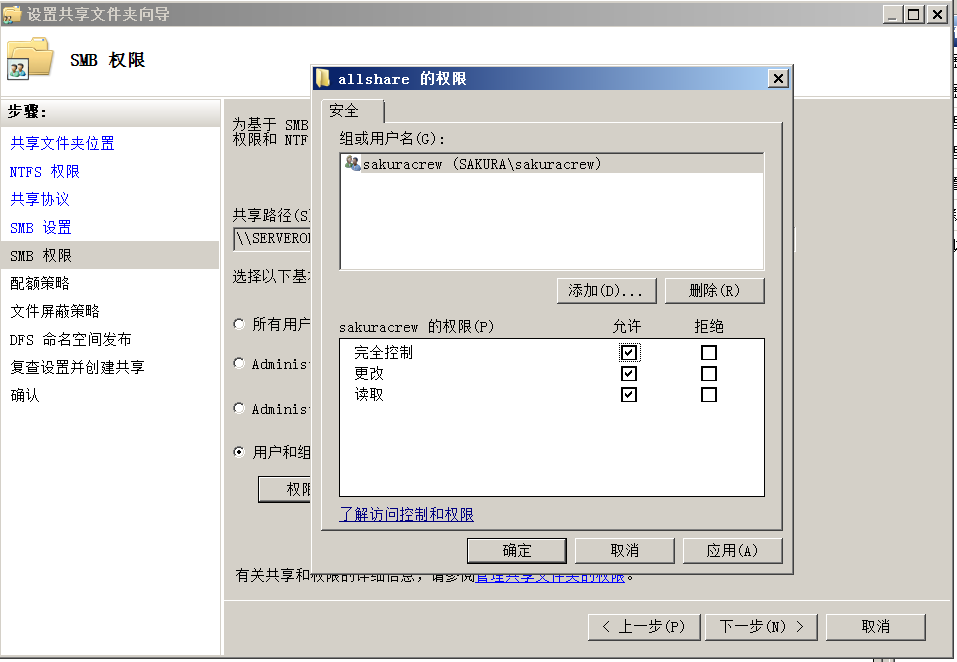 设置共享文件夹向导
SMB 权限
步骤:
共享文件夹位置
NTFS 权限
共享协议
SMB 设置
SMB 权限
配额策略
文件屏蔽策略
DFS 命名空间发布
复查设置并创建共享
确认
为基于 SMB
权限和 NTF
共享路径(S
\\SERVERO
选择以下基
所有用户
Adminis
Adminis
用户和组
权限
allshare 的权限
安全
组或用户名(G):
sakuracrew (SAKURA\sakuracrew)
添加(D)... 删除(R)
sakuracrew 的权限(P) 允许 拒绝
完全控制
更改
读取
了解访问控制和权限
确定 取消 应用(A)
有关共享和权限的详细信息，请参阅管理共享文件夹的权限。
< 上一步(P) 下一步(N) > 取消